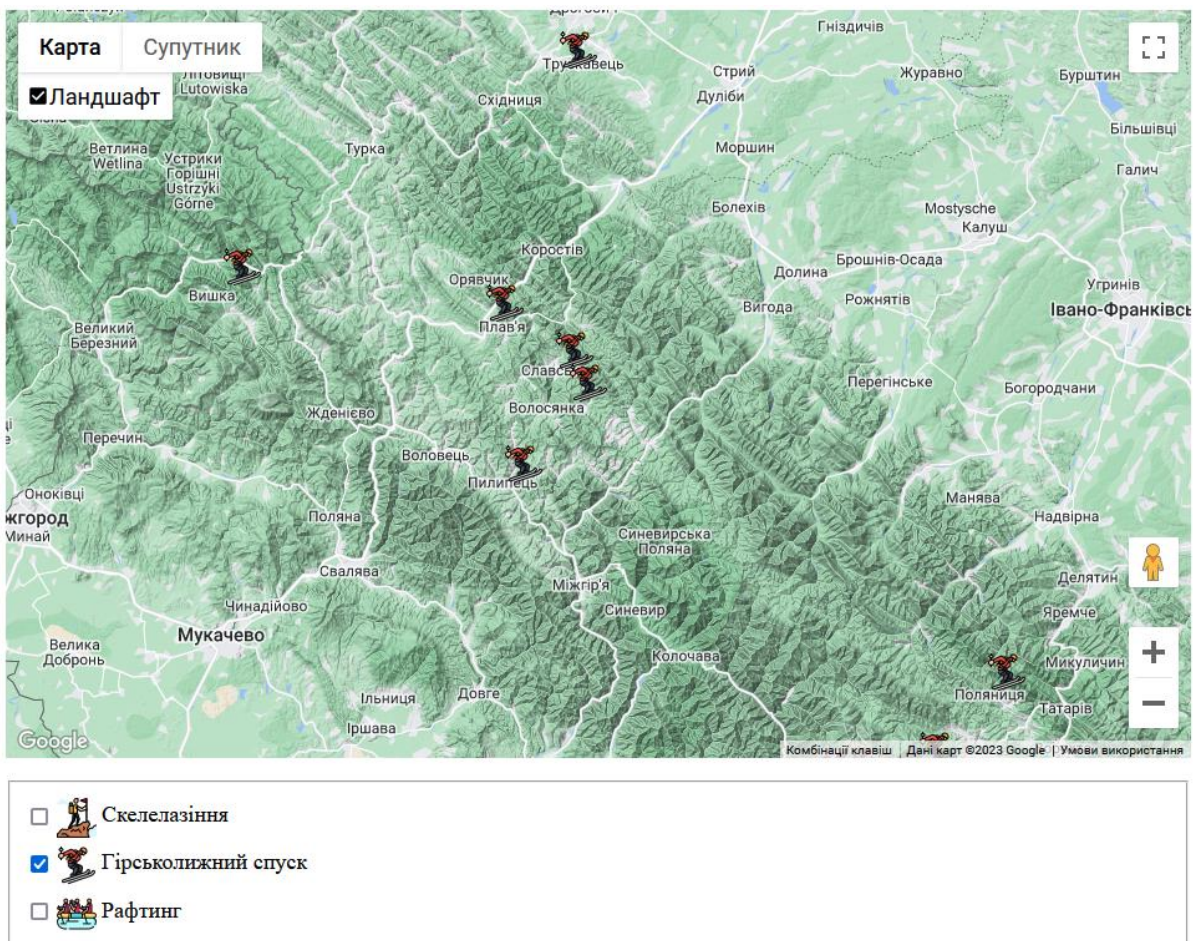 Карта
Супутник
Ландшафт
Гніздичів
Трускавець
Літовищі
Lutowiska
Стрий
Журавно
Бурштин
Східниця
Дуліби
Більшівці
Ветлина
Wetlina
Устрики
Горішні
Ustrzyki
Górne
Турка
Моршин
Галич
Болехів
Mostysche
Калуш
Коростів
Орявчик
Долина
Брошнів-Осада
Угринів
Вишка
Плав'я
Вигода
Рожнятів
Івано-Франківсь
Великий
Березний
Славсь
Перегінське
Богородчани
Жденієво
Волосянка
Перечин
Воловець
Пилипець
Оноківці
жгород
Минай
Поляна
Манява
Надвірна
Синевирська
Поляна
Свалява
Міжгір'я
Делятин
Чинадійово
Синевир
Яремче
Мукачево
Велика
Добронь
Колочава
Микуличин
Ільниця
Довге
Поляниця
Татарів
Іршава
Google
Комбінації клавіш
Дані карт ©2023 Google
Умови використання
Скелелазіння
Гірськолижний спуск
Рафтинг